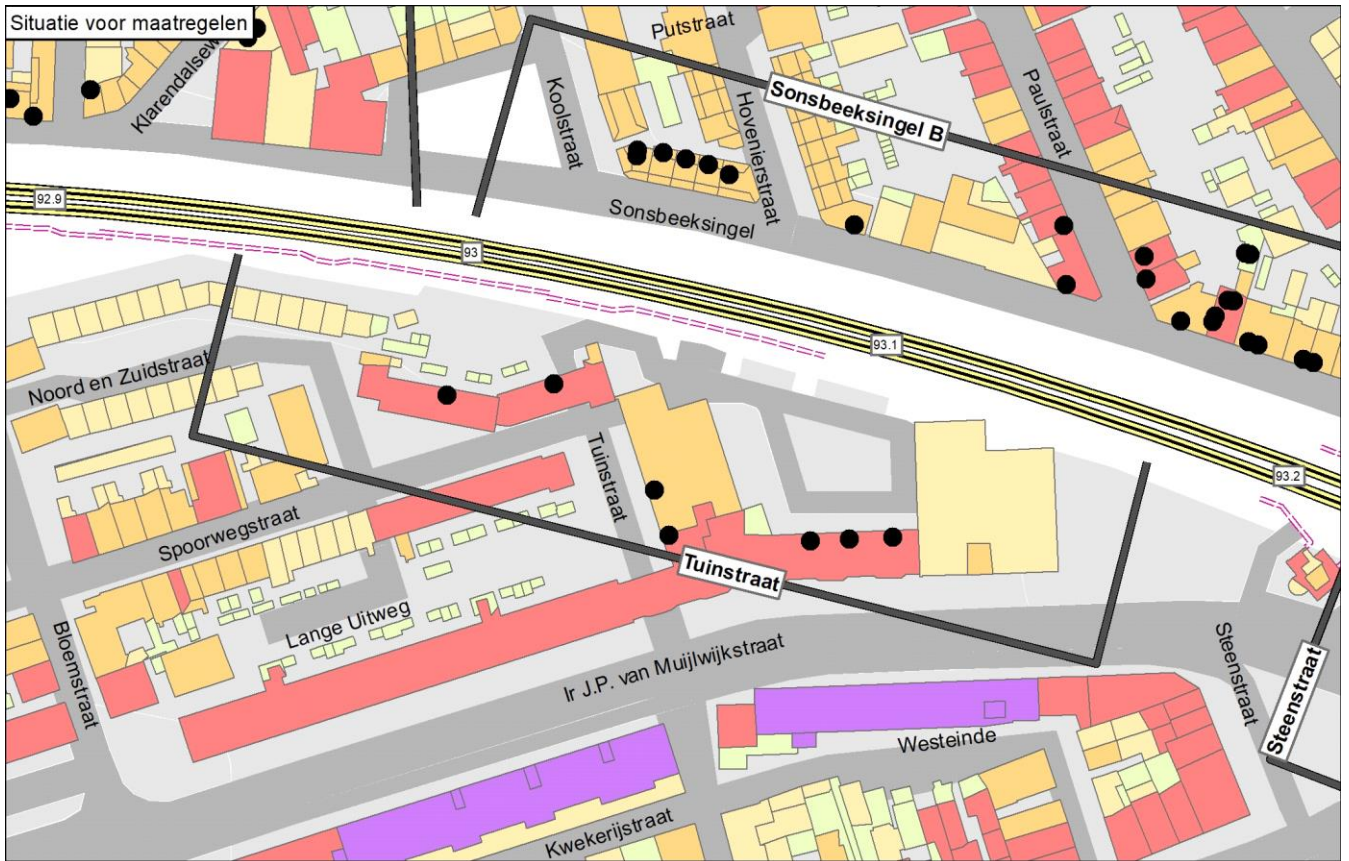 Situatie voor maatregelen
Klarendalsew
Putstraat
Koolstraat
Hovenierstraat
Sonsbeeksingel B
Paulstraat
Sonsbeeksingel
92.9
93
93.1
93.2
Noord en Zuidstraat
Tuinstraat
Spoorwegstraat
Tuinstraat
Lange Uitweg
Bloemstraat
Ir J.P. van Muijlwijkstraat
Steenstraat
Steenstraat
Westeinde
Kwekerijstraat